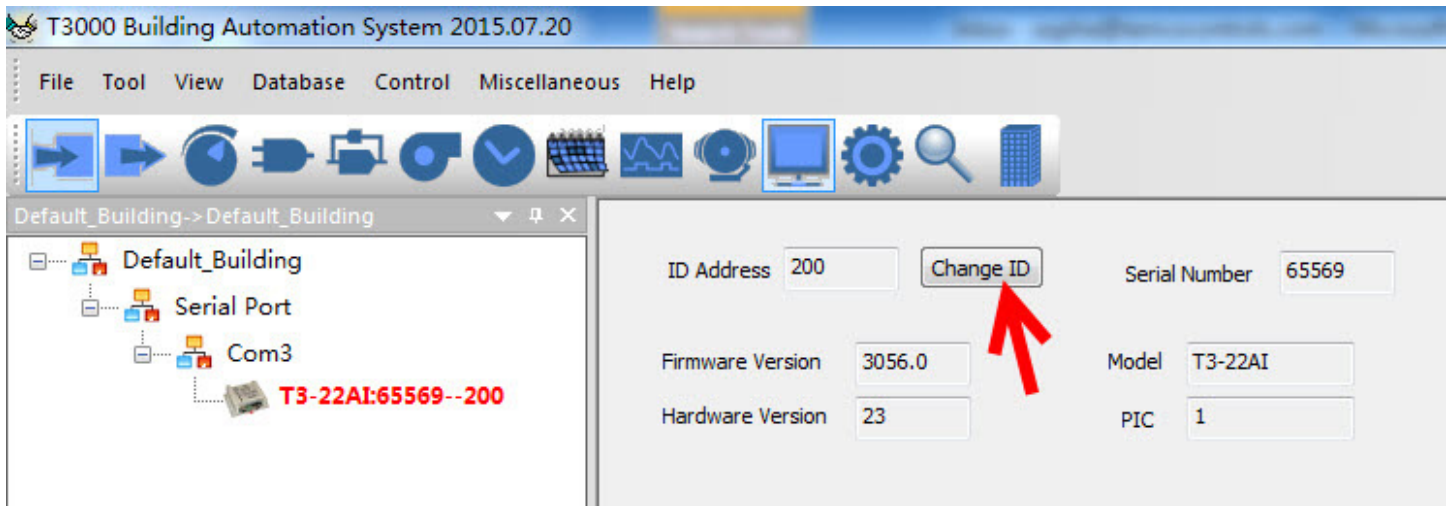 T3000 Building Automation System 2015.07.20
File Tool View Database Control Miscellaneous Help
Default_Building->Default_Building
Default_Building
Serial Port
Com3
T3-22AI:65569--200
ID Address 200 Change ID Serial Number 65569
Firmware Version 3056.0 Model T3-22AI
Hardware Version 23 PIC 1